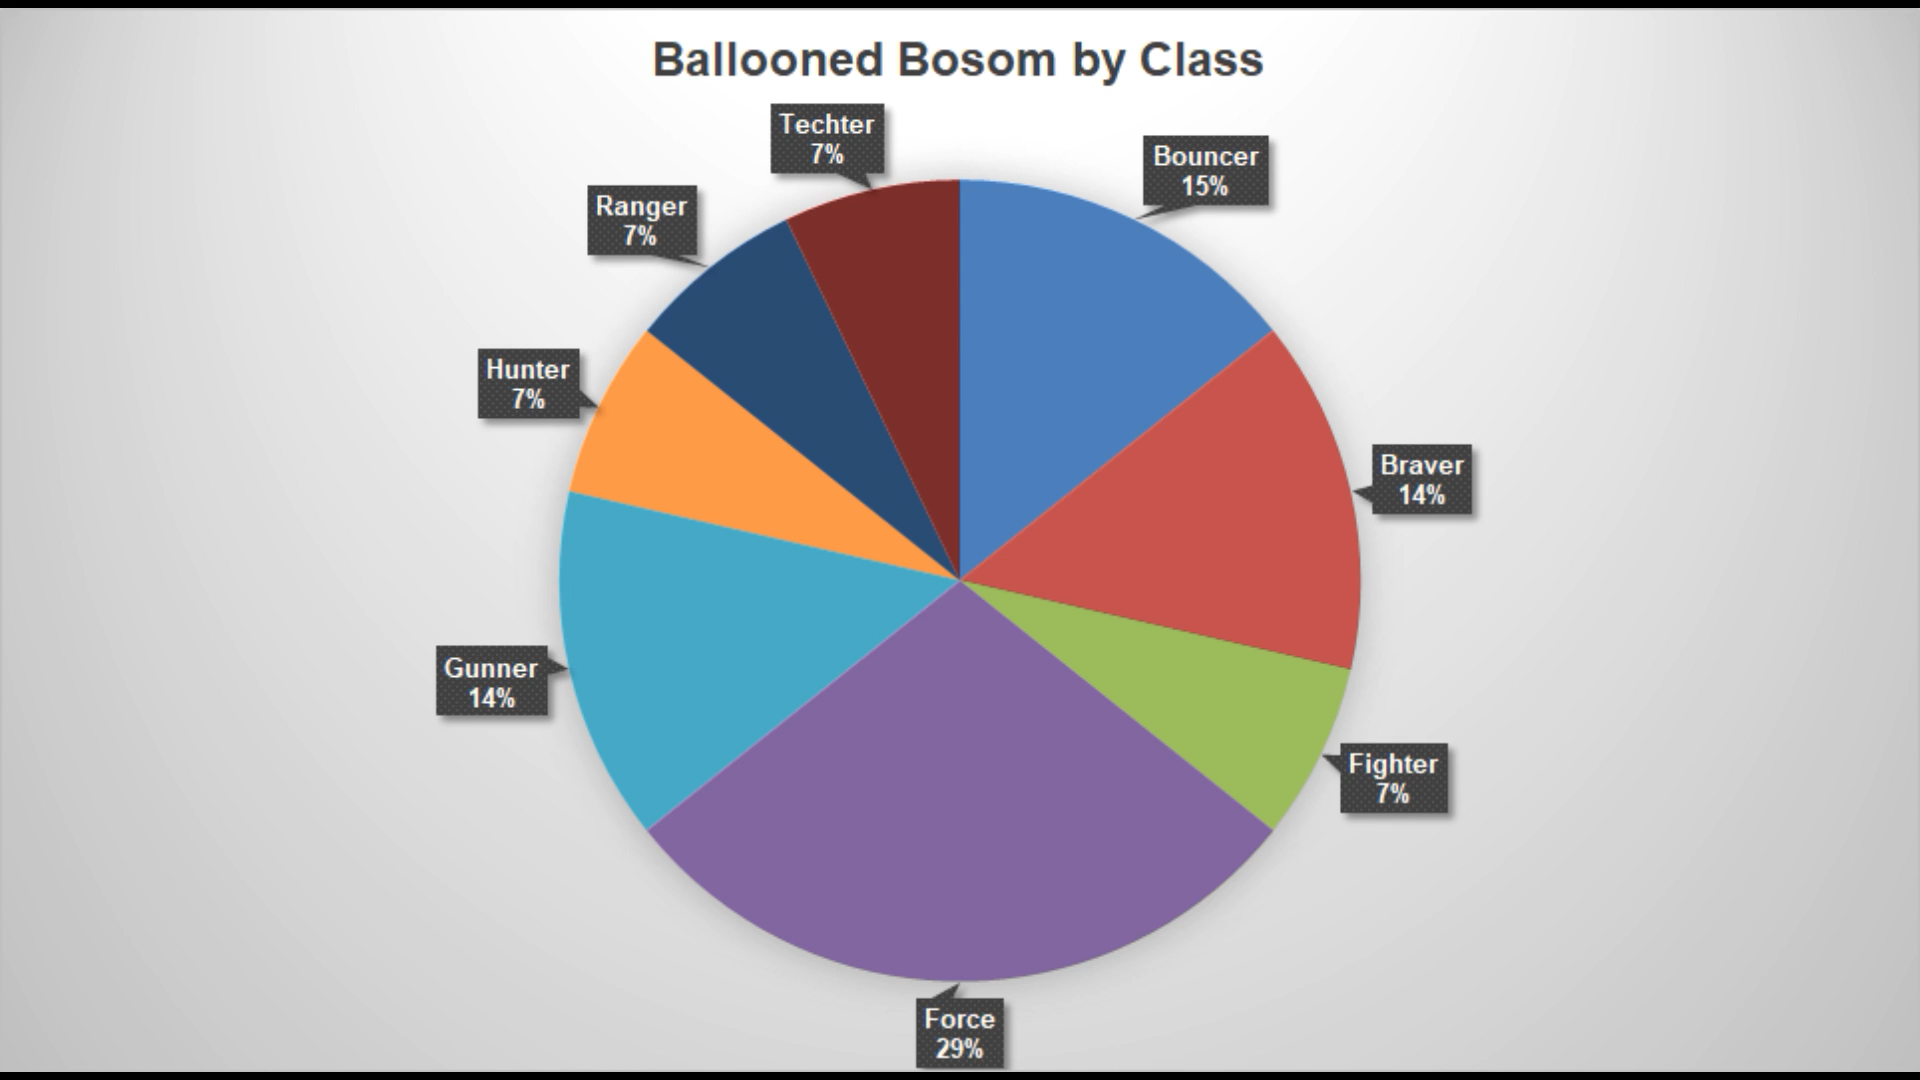 Ballooned Bosom by Class
Techter
7%
Bouncer
15%
Ranger
7%
Hunter
7%
Braver
14%
Gunner
14%
Fighter
7%
Force
29%